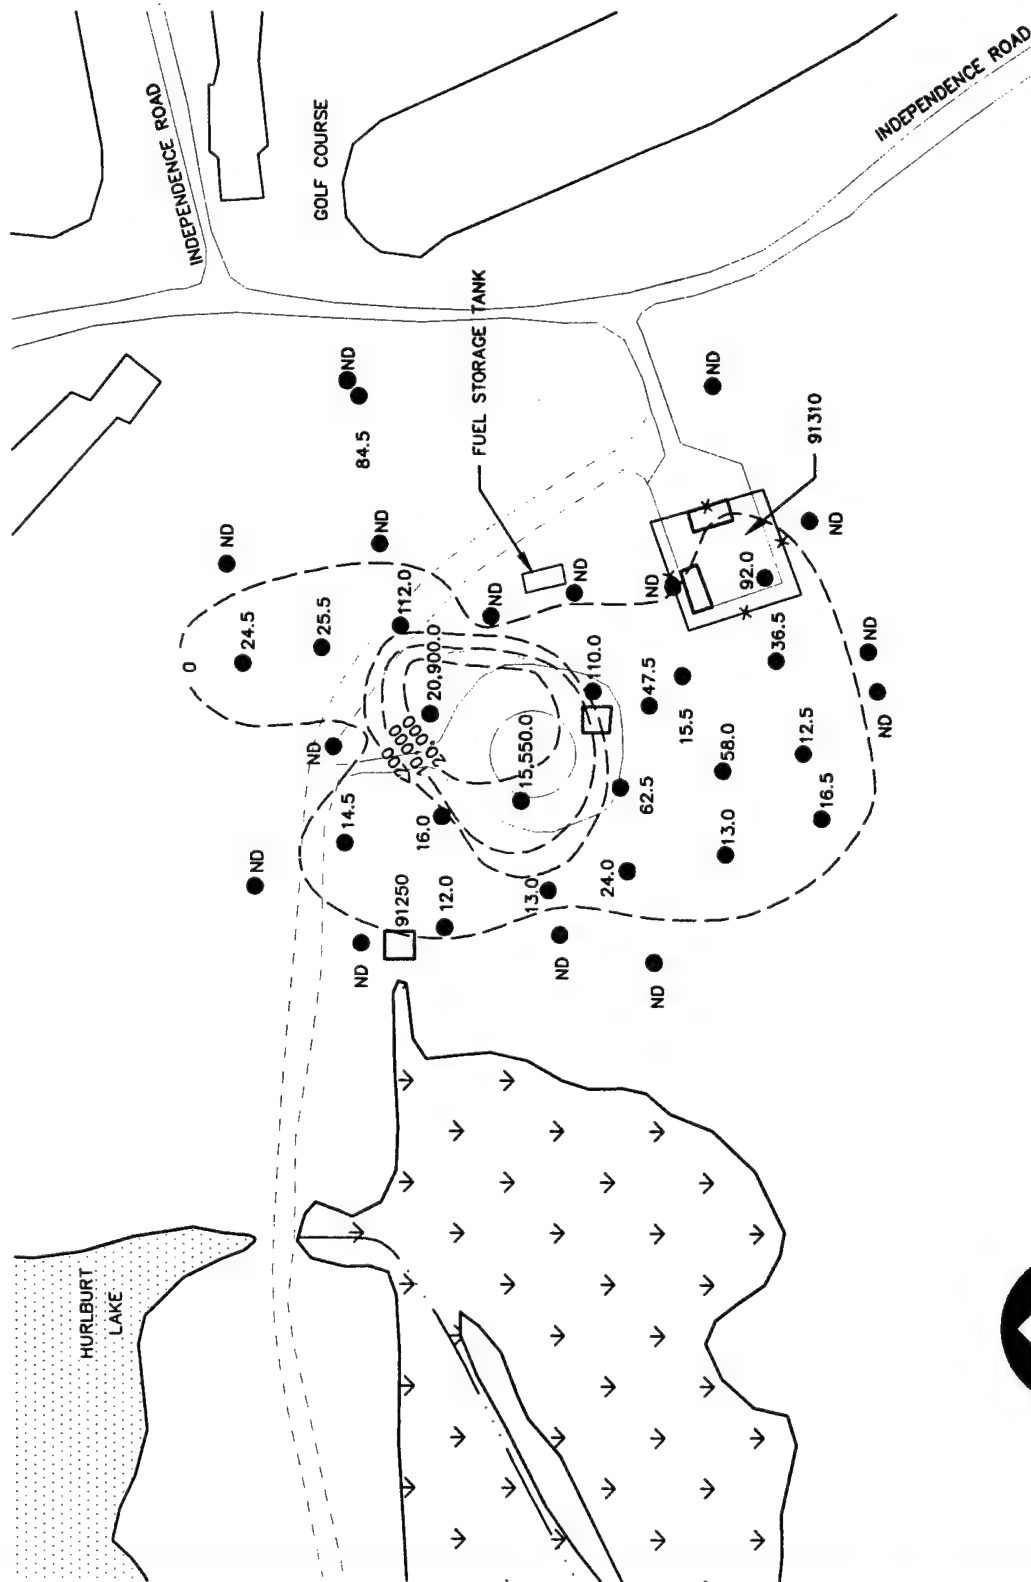 INDEPENDENCE ROAD
GOLF COURSE
INDEPENDENCE ROAD
FUEL STORAGE TANK
ND
84.5
ND
91310
ND
ND
ND
0
24.5
25.5
112.0
ND
ND
ND
92.0
ND
20,900.0
110.0
47.5
15.5
36.5
ND
ND
200
10,000
20,000
ND
14.5
16.0
15,550.0
62.5
58.0
12.5
ND
91250
12.0
13.0
24.0
13.0
16.5
ND
ND
ND
HURLBURT
LAKE